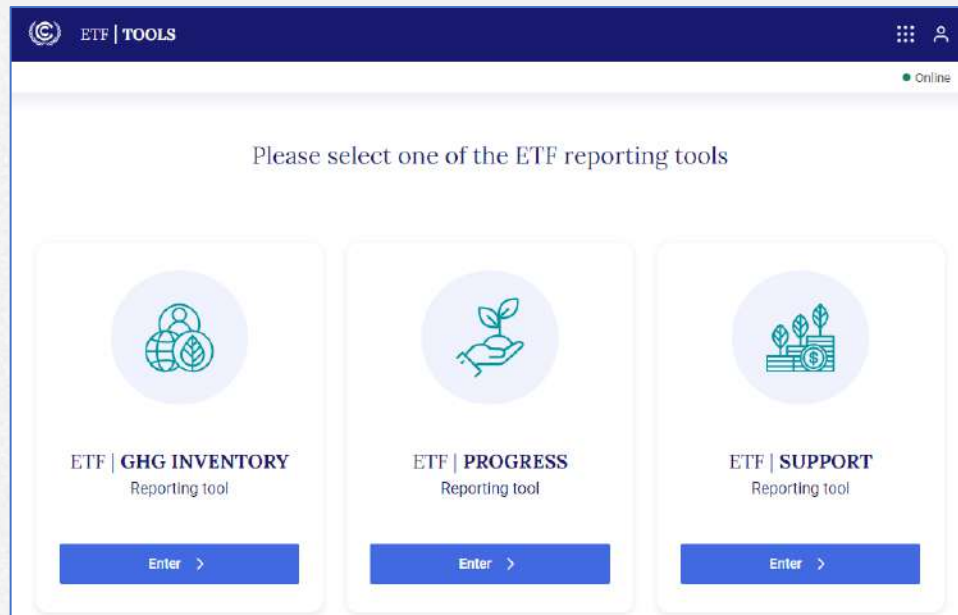 ETF | TOOLS
Online
Please select one of the ETF reporting tools
ETF | GHG INVENTORY
Reporting tool
Enter >
ETF | PROGRESS
Reporting tool
Enter >
ETF | SUPPORT
Reporting tool
Enter >